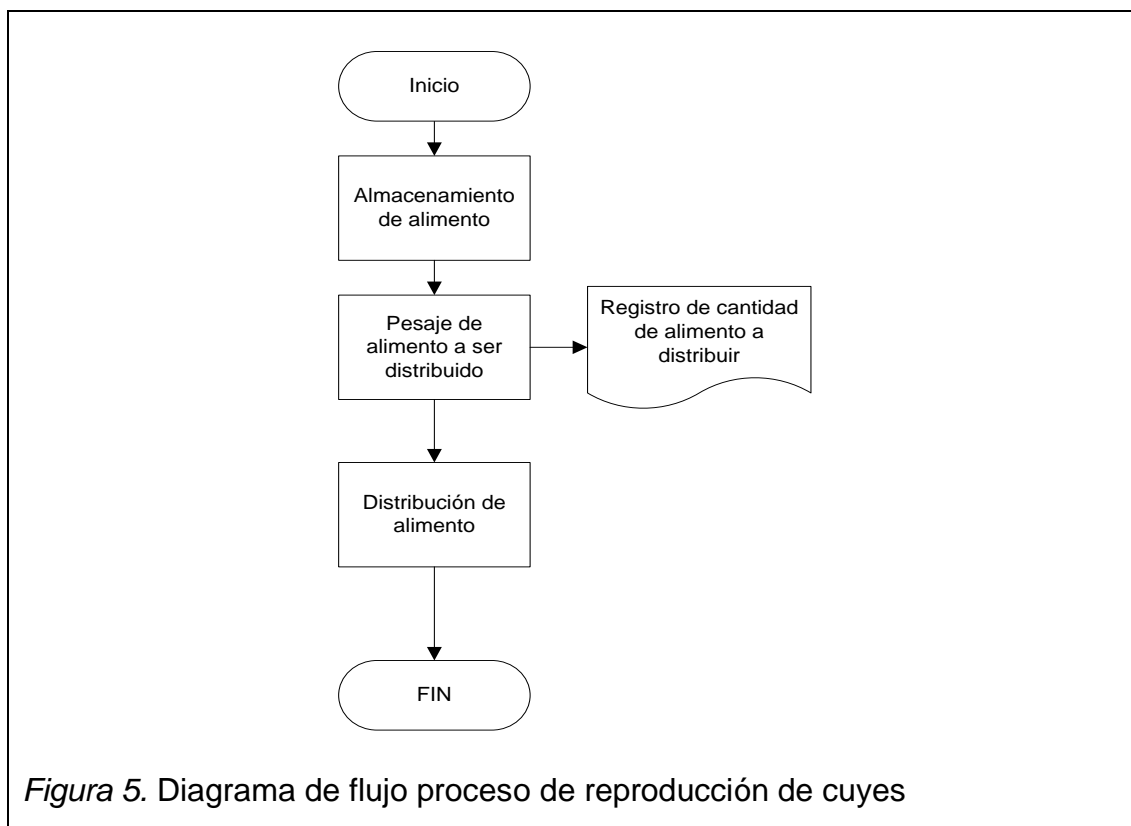 Inicio
Almacenamiento
de alimento
Pesaje de
alimento a ser
distribuido
Registro de cantidad
de alimento a
distribuir
Distribución de
alimento
FIN
Figura 5. Diagrama de flujo proceso de reproducción de cuyes